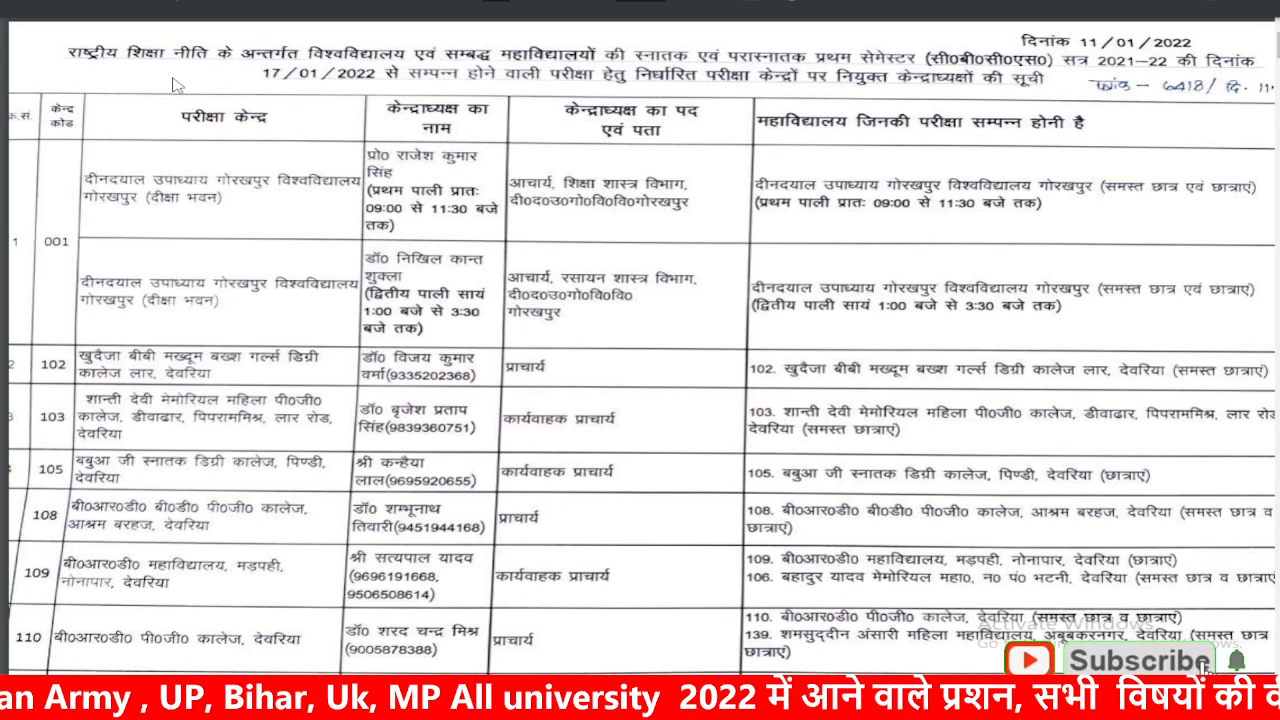 दिनांक 11/01/2022
राष्ट्रीय शिक्षा नीति के अन्तर्गत विश्वविद्यालय एवं सम्बद्ध महाविद्यालयों की स्नातक एवं परास्नातक प्रथम सेमेस्टर (सी0बी0सी0एस0) सत्र 2021-22 की दिनांक
17/01/2022 से सम्पन्न होने वाली परीक्षा हेतु निर्धारित परीक्षा केन्द्रों पर नियुक्त केन्द्राध्यक्षों की सूची
6418/ दि. 11
क.सं.
केन्द्र
कोड
परीक्षा केन्द्र
केन्द्राध्यक्ष का
नाम
केन्द्राध्यक्ष का पद
एवं पता
महाविद्यालय जिनकी परीक्षा सम्पन्न होनी है
1
001
दीनदयाल उपाध्याय गोरखपुर विश्वविद्यालय
गोरखपुर (दीक्षा भवन)
प्रो0 राजेश कुमार
सिंह
(प्रथम पाली प्रातः
09:00 से 11:30 बजे
तक)
आचार्य, शिक्षा शास्त्र विभाग,
दी0द0उ0गो0वि0वि0गोरखपुर
दीनदयाल उपाध्याय गोरखपुर विश्वविद्यालय गोरखपुर (समस्त छात्र एवं छात्राएं)
(प्रथम पाली प्रातः 09:00 से 11:30 बजे तक)
दीनदयाल उपाध्याय गोरखपुर विश्वविद्यालय
गोरखपुर (दीक्षा भवन)
डॉ0 निखिल कान्त
शुक्ला
(द्वितीय पाली सायं
1:00 बजे से 3:30
बजे तक)
आचार्य, रसायन शास्त्र विभाग,
दी0द0उ0गो0वि0वि0
गोरखपुर
दीनदयाल उपाध्याय गोरखपुर विश्वविद्यालय गोरखपुर (समस्त छात्र एवं छात्राएं)
(द्वितीय पाली सायं 1:00 बजे से 3:30 बजे तक)
2
102
खुदैजा बीबी मख्दूम बख्श गर्ल्स डिग्री
कालेज लार, देवरिया
डॉ0 विजय कुमार
वर्मा(9335202368)
प्राचार्य
102. खुदैजा बीबी मख्दूम बख्श गर्ल्स डिग्री कालेज लार, देवरिया (समस्त छात्राएं)
3
103
शान्ती देवी मेमोरियल महिला पी0जी0
कालेज, डीवाढार, पिपराममिश्र, लार रोड,
देवरिया
डॉ0 बृजेश प्रताप
सिंह(9839360751)
कार्यवाहक प्राचार्य
103. शान्ती देवी मेमोरियल महिला पी0जी0 कालेज, डीवाढार, पिपराममिश्र, लार रोड
देवरिया (समस्त छात्राएं)
105
बबुआ जी स्नातक डिग्री कालेज, पिण्डी,
देवरिया
श्री कन्हैया
लाल(9695920655)
कार्यवाहक प्राचार्य
105. बबुआ जी स्नातक डिग्री कालेज, पिण्डी, देवरिया (छात्राएं)
108
बी0आर0डी0 बी0डी0 पी0जी0 कालेज,
आश्रम बरहज, देवरिया
डॉ0 शम्भूनाथ
तिवारी(9451944168)
प्राचार्य
108. बी0आर0डी0 बी0डी0 पी0जी0 कालेज, आश्रम बरहज, देवरिया (समस्त छात्र व
छात्राएं)
109
बी0आर0डी0 महाविद्यालय, मड़पही,
नोनापार, देवरिया
श्री सत्यपाल यादव
(9696191668,
9506508614)
कार्यवाहक प्राचार्य
109. बी0आर0डी0 महाविद्यालय, मड़पही, नोनापार, देवरिया (छात्राएं)
106. बहादुर यादव मेमोरियल महा0, न0 पं0 भटनी, देवरिया (समस्त छात्र व छात्राएं
110
बी0आर0डी0 पी0जी0 कालेज, देवरिया
डॉ0 शरद चन्द्र मिश्र
(9005878388)
प्राचार्य
110. बी0आर0डी0 पी0जी0 कालेज, देवरिया (समस्त छात्र व छात्राएं)
139. शमसुद्दीन अंसारी महिला महाविद्यालय, अबूबकरनगर, देवरिया (समस्त छात्र
छात्राएं)
Activate Windows
Subscribe
an Army , UP, Bihar, Uk, MP All university 2022 में आने वाले प्रशन, सभी विषयों की